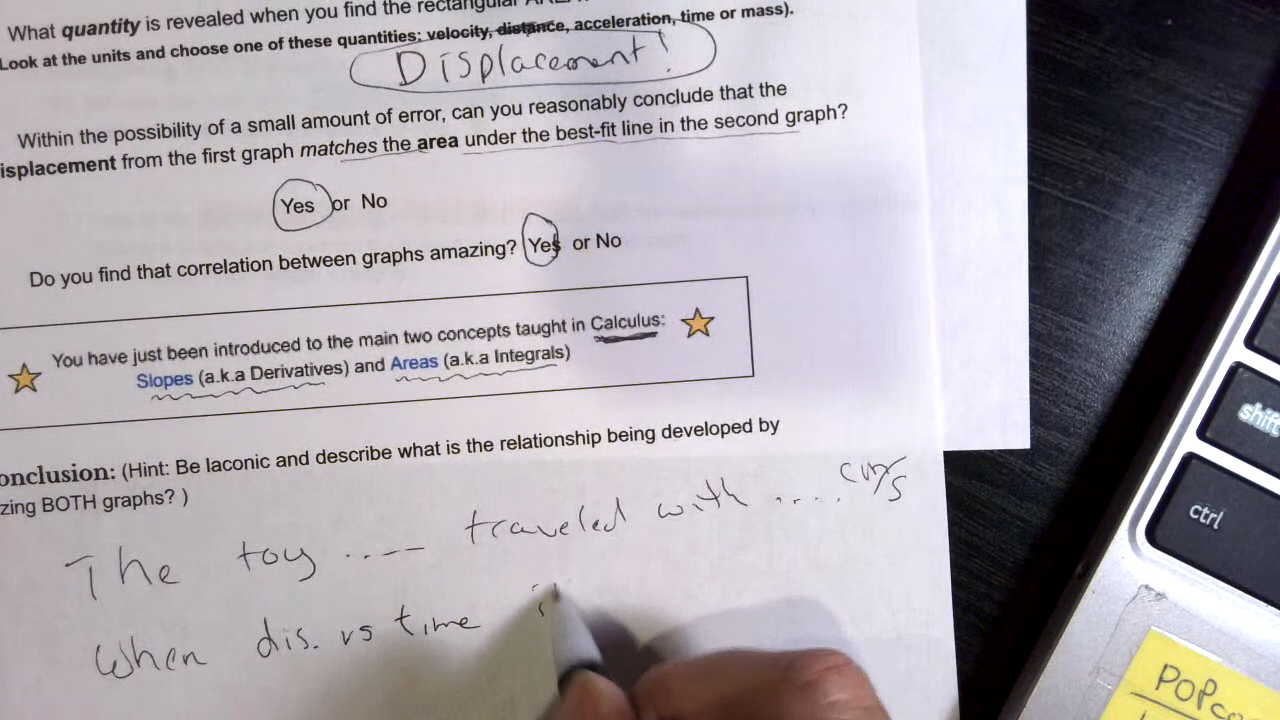 What quantity is revealed when you find the rectangular
Look at the units and choose one of these quantities: velocity, distance, acceleration, time or mass).
Displacement!
Within the possibility of a small amount of error, can you reasonably conclude that the
isplacement from the first graph matches the area under the best-fit line in the second graph?
Yes or No
Do you find that correlation between graphs amazing? Yes or No
You have just been introduced to the main two concepts taught in Calculus:
Slopes (a.k.a Derivatives) and Areas (a.k.a Integrals)
onclusion: (Hint: Be laconic and describe what is the relationship being developed by
zing BOTH graphs? )
The toy .... traveled with .... cm/s
When dis. vs time
shift
ctrl
POPco